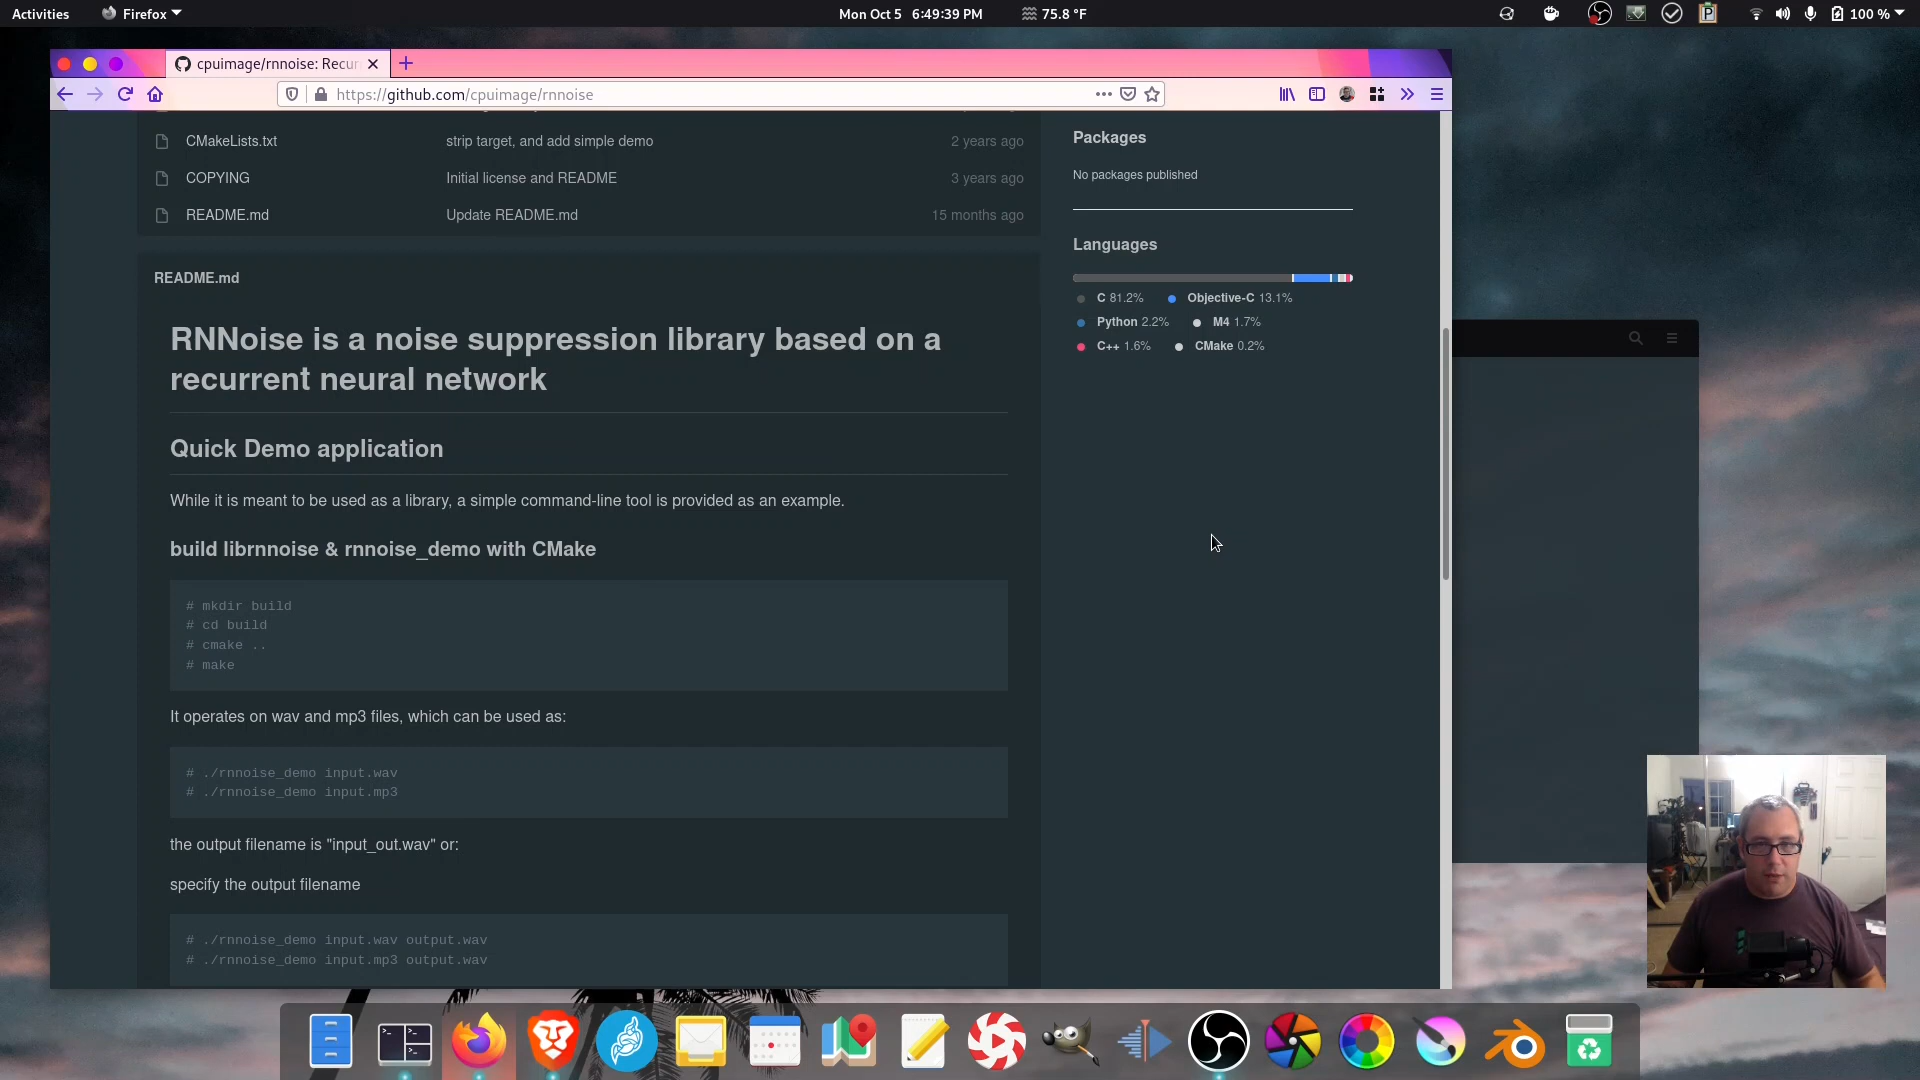 Activities
Firefox
Mon Oct 5 6:49:39 PM
75.8 °F
100 %
cpuimage/rnnoise: Recur
https://github.com/cpuimage/rnnoise
CMakeLists.txt strip target, and add simple demo 2 years ago
COPYING Initial license and README 3 years ago
README.md Update README.md 15 months ago
README.md
RNNoise is a noise suppression library based on a
recurrent neural network
Quick Demo application
While it is meant to be used as a library, a simple command-line tool is provided as an example.
build librnnoise & rnnoise_demo with CMake
# mkdir build
# cd build
# cmake ..
# make
It operates on wav and mp3 files, which can be used as:
# ./rnnoise_demo input.wav
# ./rnnoise_demo input.mp3
the output filename is "input_out.wav" or:
specify the output filename
# ./rnnoise_demo input.wav output.wav
# ./rnnoise_demo input.mp3 output.wav
Packages
No packages published
Languages
C 81.2% Objective-C 13.1%
Python 2.2% M4 1.7%
C++ 1.6% CMake 0.2%